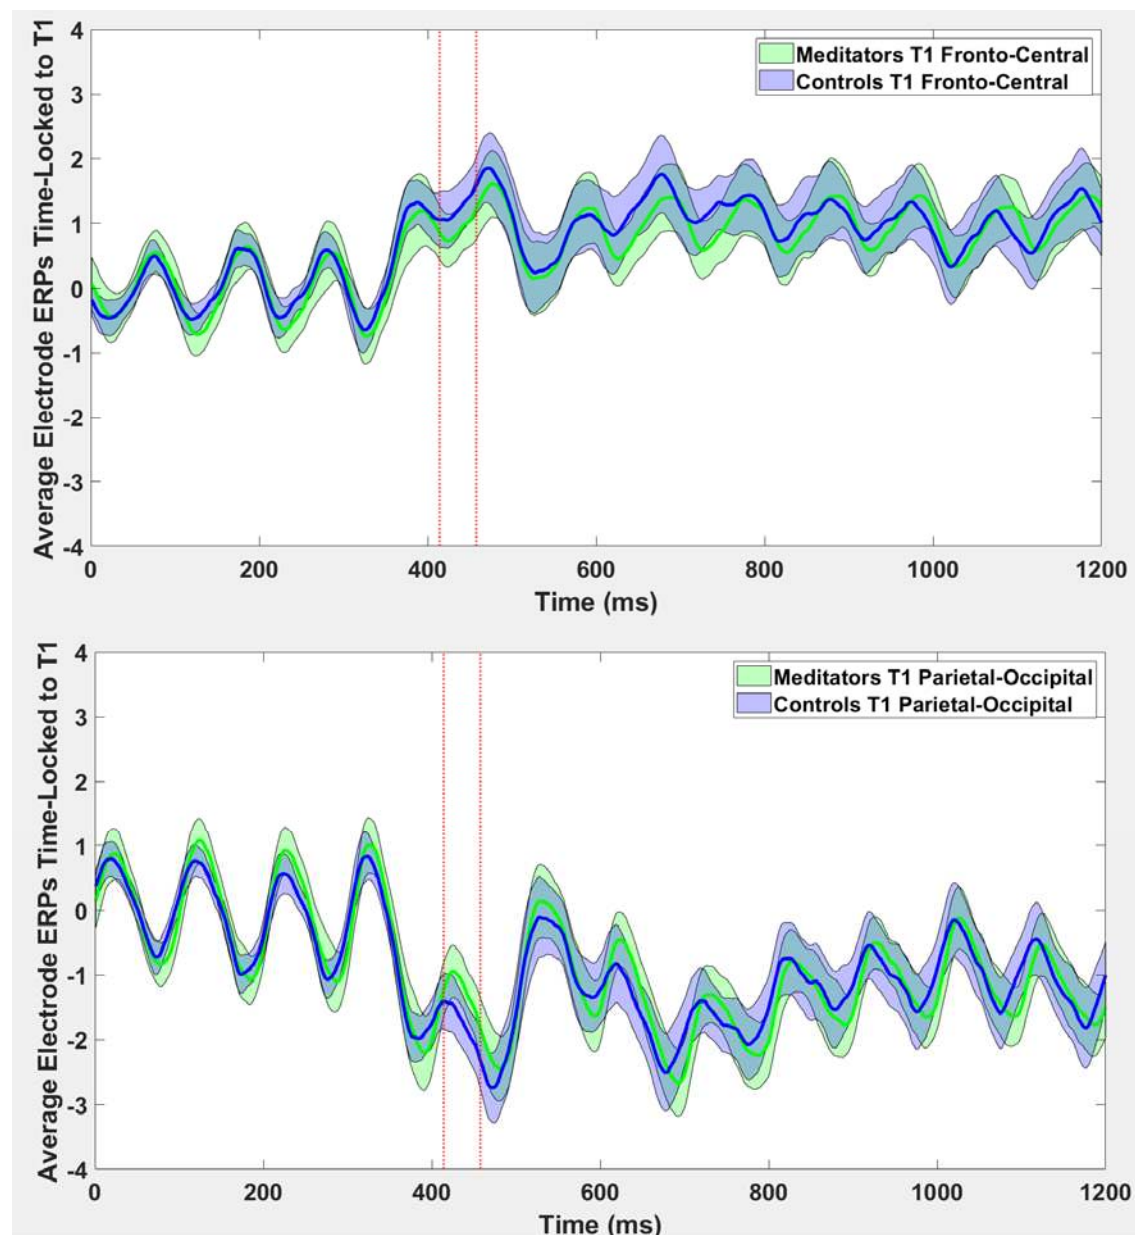 Average Electrode ERPs Time-Locked to T1
4
3
2
1
0
-1
-2
-3
-4
Meditators T1 Fronto-Central
Controls T1 Fronto-Central
0 200 400 600 800 1000 1200
Time (ms)
Average Electrode ERPs Time-Locked to T1
4
3
2
1
0
-1
-2
-3
-4
Meditators T1 Parietal-Occipital
Controls T1 Parietal-Occipital
0 200 400 600 800 1000 1200
Time (ms)